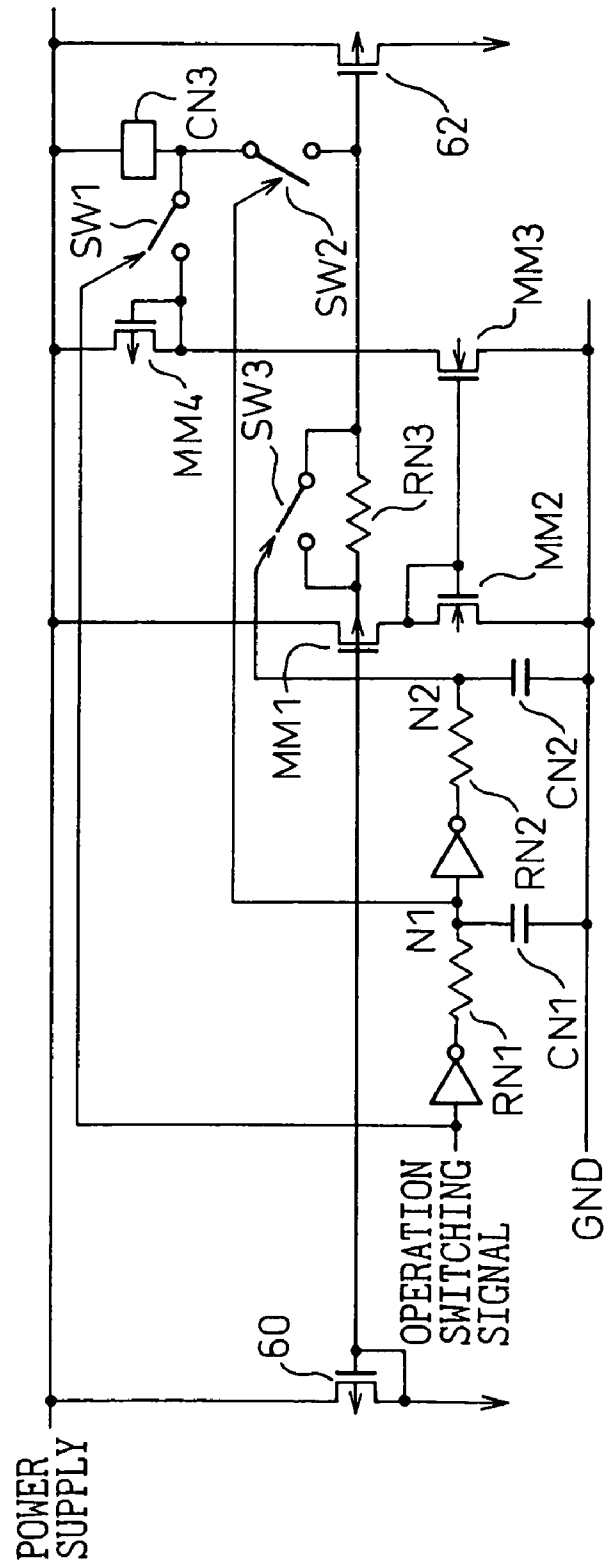 POWER
SUPPLY
60
OPERATION
SWITCHING
SIGNAL
GND
RN1
CN1
N1
RN2
CN2
N2
MM1
MM2
SW3
RN3
MM4
MM3
SW1
SW2
CN3
62